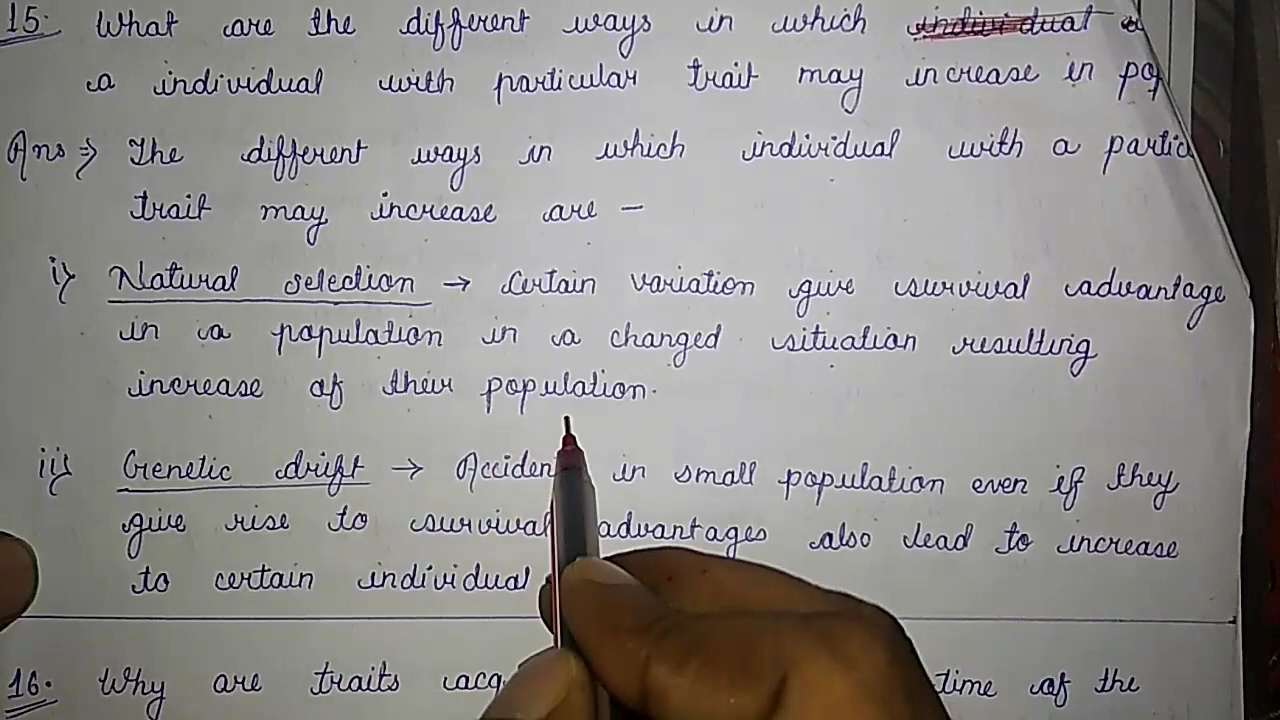 15. What are the different ways in which individual a
a individual with particular trait may increase in pop
Ans ⇒ The different ways in which individual with a partic
trait may increase are —
i) Natural selection → Certain variation give survival advantage
in a population in a changed situation resulting
increase of their population.
ii) Genetic drift → Acciden in small population even if they
give rise to survival advantages also lead to increase
to certain individual
16. Why are traits acq time of the